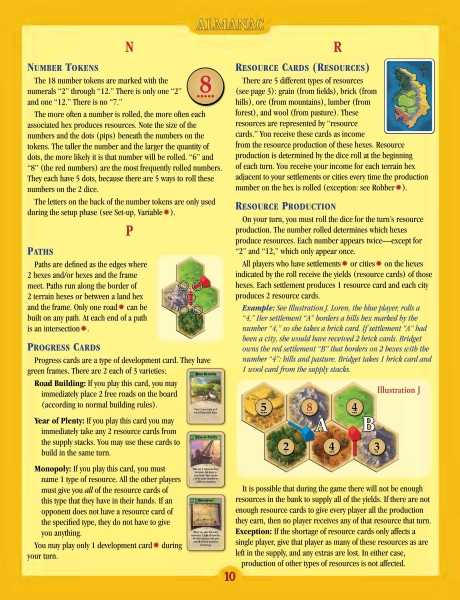 ALMANAC
N
NUMBER TOKENS
The 18 number tokens are marked with the
numerals “2” through “12.” There is only one “2”
and one “12.” There is no “7.”
The more often a number is rolled, the more often each
associated hex produces resources. Note the size of the
numbers and the dots (pips) beneath the numbers on the
tokens. The taller the number and the larger the quantity of
dots, the more likely it is that number will be rolled. “6” and
“8” (the red numbers) are the most frequently rolled numbers.
They each have 5 dots, because there are 5 ways to roll these
numbers on the 2 dice.
The letters on the back of the number tokens are only used
during the setup phase (see Set-up, Variable ✹).
8
P
PATHS
Paths are defined as the edges where
2 hexes and/or hexes and the frame
meet. Paths run along the border of
2 terrain hexes or between a land hex
and the frame. Only one road ✹ can be
built on any path. At each end of a path
is an intersection ✹.
PROGRESS CARDS
Progress cards are a type of development card. They have
green frames. There are 2 each of 3 varieties:
Road Building: If you play this card, you may
immediately place 2 free roads on the board
(according to normal building rules).
Year of Plenty: If you play this card you may
immediately take any 2 resource cards from
the supply stacks. You may use these cards to
build in the same turn.
Monopoly: If you play this card, you must
name 1 type of resource. All the other players
must give you all of the resource cards of
this type that they have in their hands. If an
opponent does not have a resource card of
the specified type, they do not have to give
you anything.
You may play only 1 development card ✹ during
your turn.
R
RESOURCE CARDS (RESOURCES)
There are 5 different types of resources
(see page 3): grain (from fields), brick (from
hills), ore (from mountains), lumber (from
forest), and wool (from pasture). These
resources are represented by “resource
cards.” You receive these cards as income
from the resource production of these hexes. Resource
production is determined by the dice roll at the beginning
of each turn. You receive your income for each terrain hex
adjacent to your settlements or cities every time the production
number on the hex is rolled (exception: see Robber ✹).
RESOURCE PRODUCTION
On your turn, you must roll the dice for the turn’s resource
production. The number rolled determines which hexes
produce resources. Each number appears twice—except for
“2” and “12,” which only appear once.
All players who have settlements ✹ or cities ✹ on the hexes
indicated by the roll receive the yields (resource cards) of those
hexes. Each settlement produces 1 resource card and each city
produces 2 resource cards.
Example: See Illustration J. Loren, the blue player, rolls a
“4.” Her settlement “A” borders a hills hex marked by the
number “4,” so she takes a brick card. If settlement “A” had
been a city, she would have received 2 brick cards. Bridget
owns the red settlement “B” that borders on 2 hexes with the
number “4”: hills and pasture. Bridget takes 1 brick card and
1 wool card from the supply stacks.
Illustration J
5 8 4
A B
2 4 3
It is possible that during the game there will not be enough
resources in the bank to supply all of the yields. If there are not
enough resource cards to give every player all the production
they earn, then no player receives any of that resource that turn.
Exception: If the shortage of resource cards only affects a
single player, give that player as many of these resources as are
left in the supply, and any extras are lost. In either case,
production of other types of resources is not affected.
10